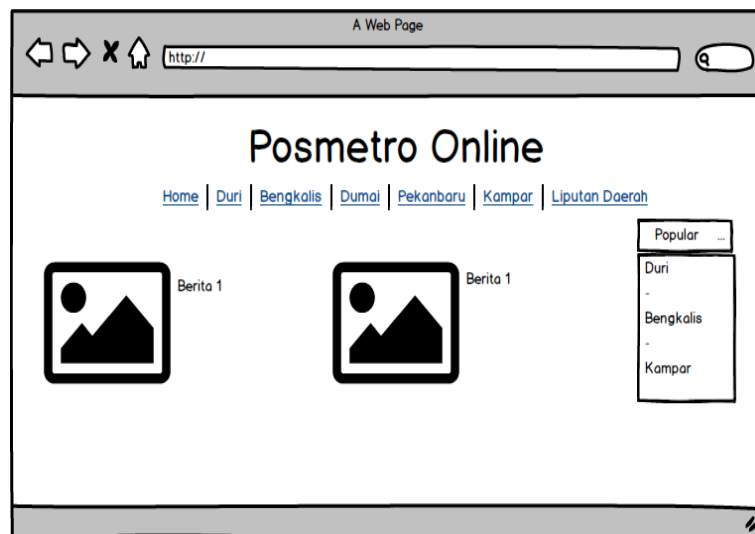 A Web Page
http://
Posmetro Online
Home Duri Bengkalis Dumai Pekanbaru Kampar Liputan Daerah
Popular ...
Berita 1
Berita 1
Duri
-
Bengkalis
-
Kampar